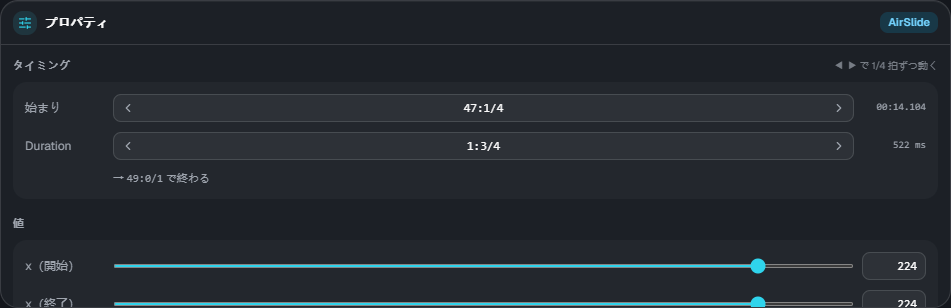 プロパティ
AirSlide
タイミング
◀ ▶ で 1/4 拍ずつ動く
始まり
47:1/4
00:14.104
Duration
1:3/4
522 ms
→ 49:0/1 で終わる
値
x (開始)
224
x (終了)
224